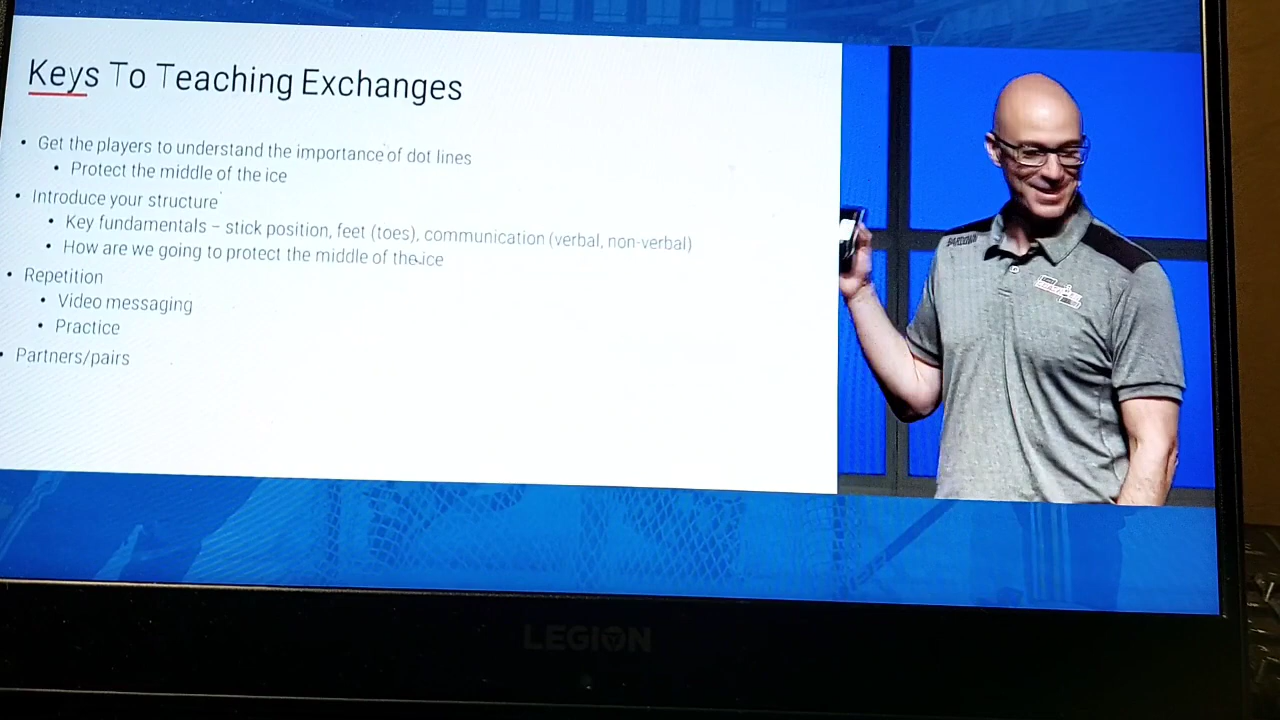 Keys To Teaching Exchanges
• Get the players to understand the importance of dot lines
• Protect the middle of the ice
• Introduce your structure
• Key fundamentals – stick position, feet (toes), communication (verbal, non-verbal)
• How are we going to protect the middle of the ice
• Repetition
• Video messaging
• Practice
• Partners/pairs
BARDOWN
LEGION